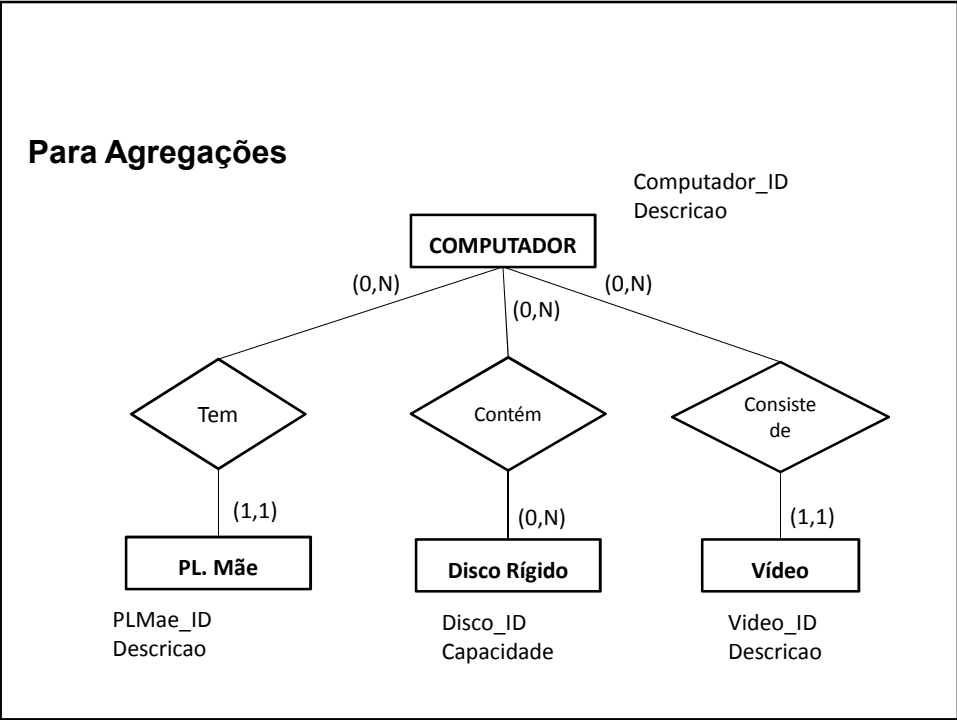 Para Agregações
Computador_ID
Descricao
COMPUTADOR
(0,N)
(0,N)
(0,N)
Tem
Contém
Consiste
de
(1,1)
(0,N)
(1,1)
PL. Mãe
Disco Rígido
Vídeo
PLMae_ID
Descricao
Disco_ID
Capacidade
Video_ID
Descricao